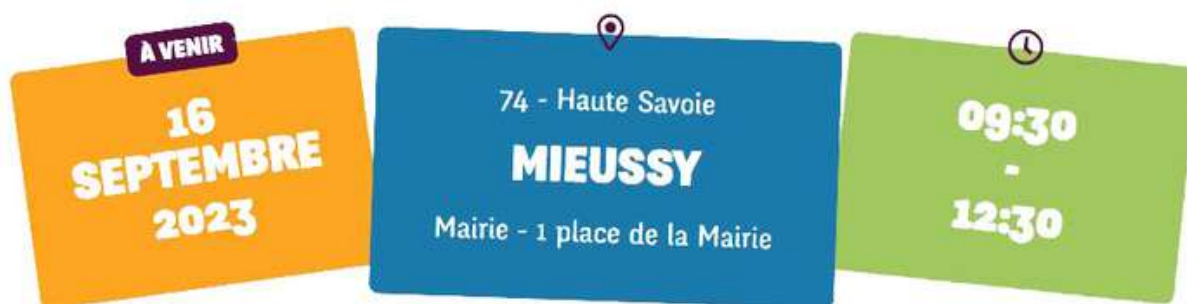 À VENIR
16
SEPTEMBRE
2023
74 - Haute Savoie
MIEUSSY
Mairie - 1 place de la Mairie
09:30
-
12:30